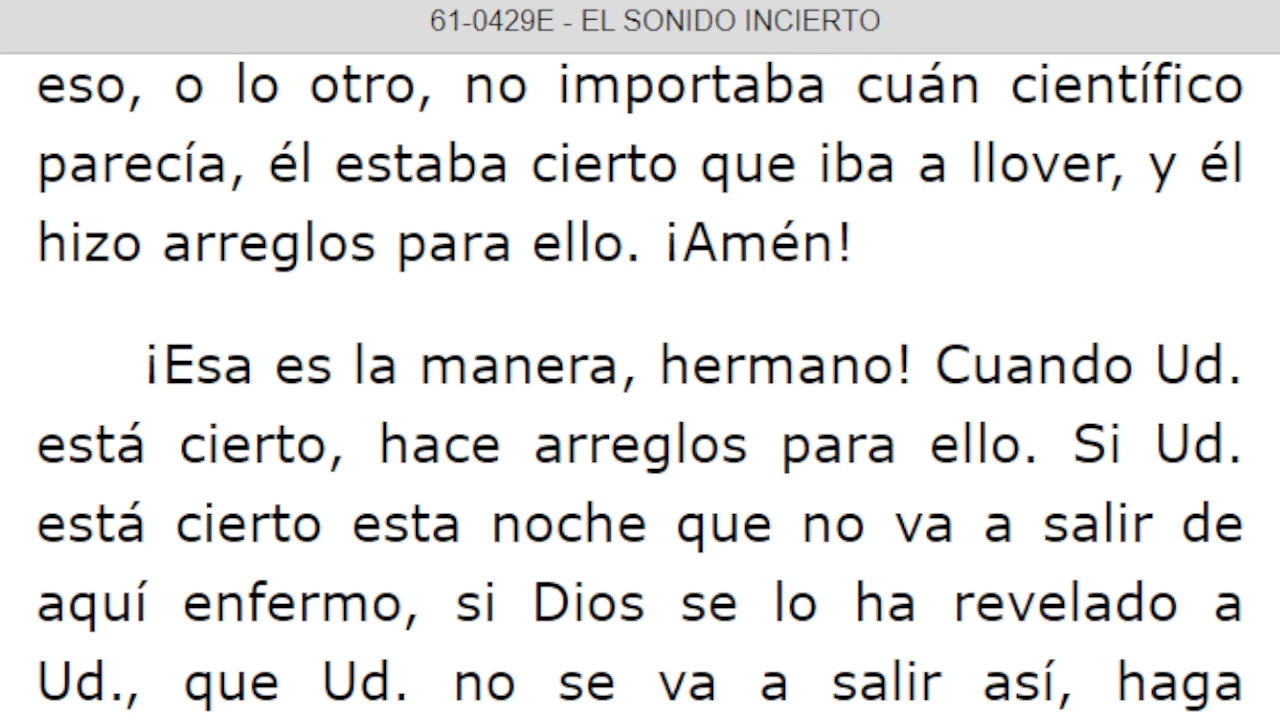 61-0429E - EL SONIDO INCIERTO
eso, o lo otro, no importaba cuán científico
parecía, él estaba cierto que iba a llover, y él
hizo arreglos para ello. ¡Amén!
¡Esa es la manera, hermano! Cuando Ud.
está cierto, hace arreglos para ello. Si Ud.
está cierto esta noche que no va a salir de
aquí enfermo, si Dios se lo ha revelado a
Ud., que Ud. no se va a salir así, haga